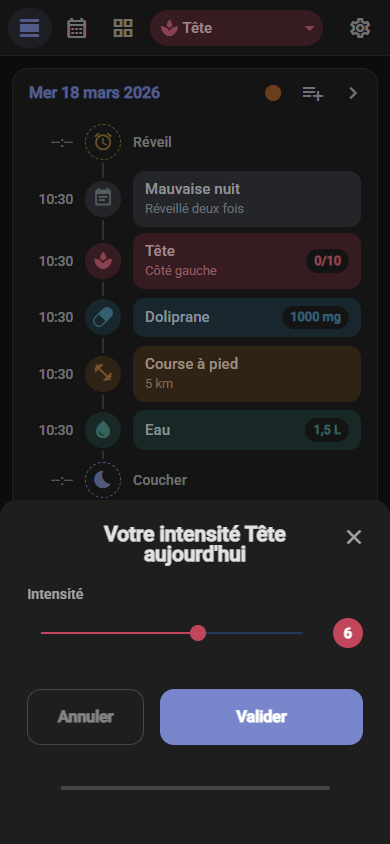 Tête
Mer 18 mars 2026
--:-- Réveil
10:30 Mauvaise nuit
Réveillé deux fois
10:30 Tête 0/10
Côté gauche
10:30 Doliprane 1000 mg
10:30 Course à pied
5 km
10:30 Eau 1,5 L
--:-- Coucher
Votre intensité Tête
aujourd'hui
Intensité
6
Annuler Valider